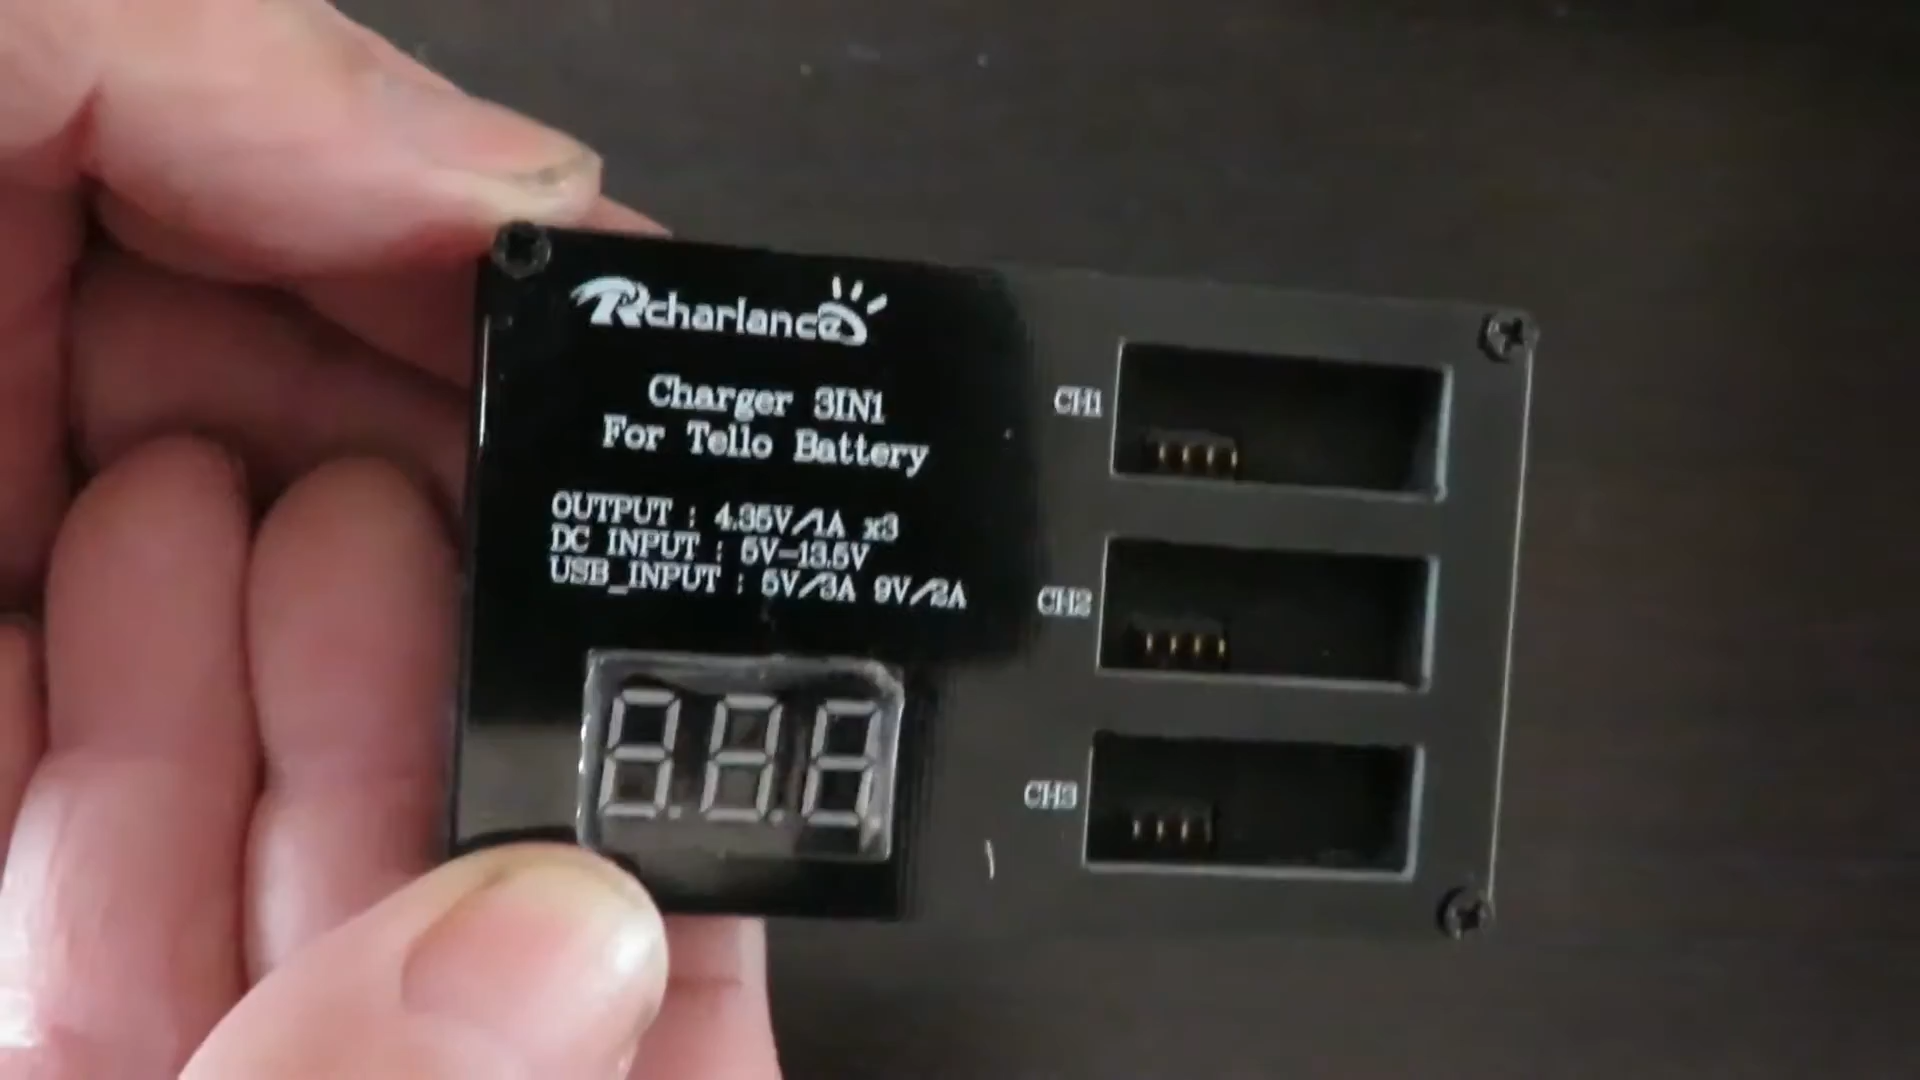 Rcharlance
Charger 3IN1
For Tello Battery
OUTPUT : 4.35V/1A x3
DC INPUT : 5V-13.5V
USB_INPUT : 5V/3A 9V/2A
CH1
CH2
CH3